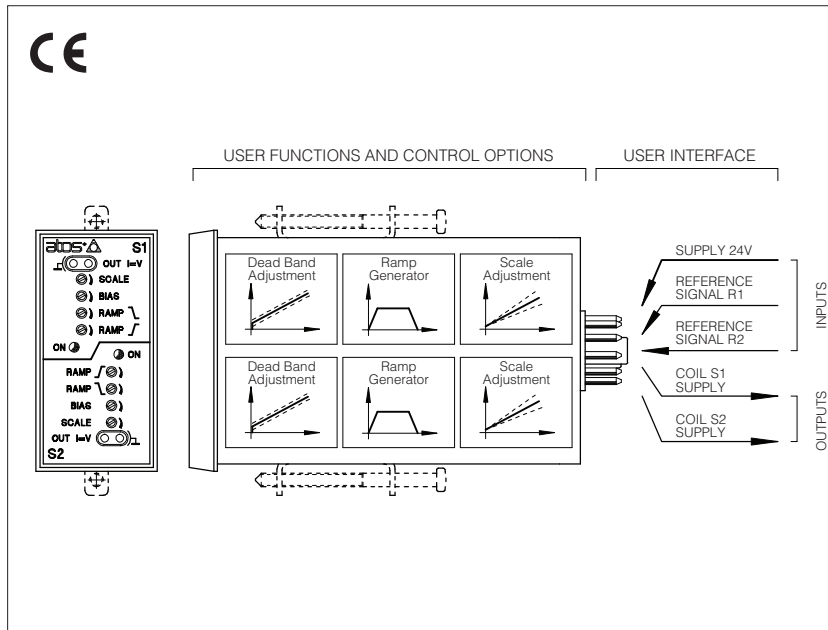 CE
USER FUNCTIONS AND CONTROL OPTIONS
USER INTERFACE
atos
S1
OUT I=V
SCALE
BIAS
RAMP
RAMP
ON
ON
RAMP
RAMP
BIAS
SCALE
OUT I=V
S2
Dead Band
Adjustment
Ramp
Generator
Scale
Adjustment
Dead Band
Adjustment
Ramp
Generator
Scale
Adjustment
SUPPLY 24V
REFERENCE
SIGNAL R1
REFERENCE
SIGNAL R2
INPUTS
COIL S1
SUPPLY
COIL S2
SUPPLY
OUTPUTS